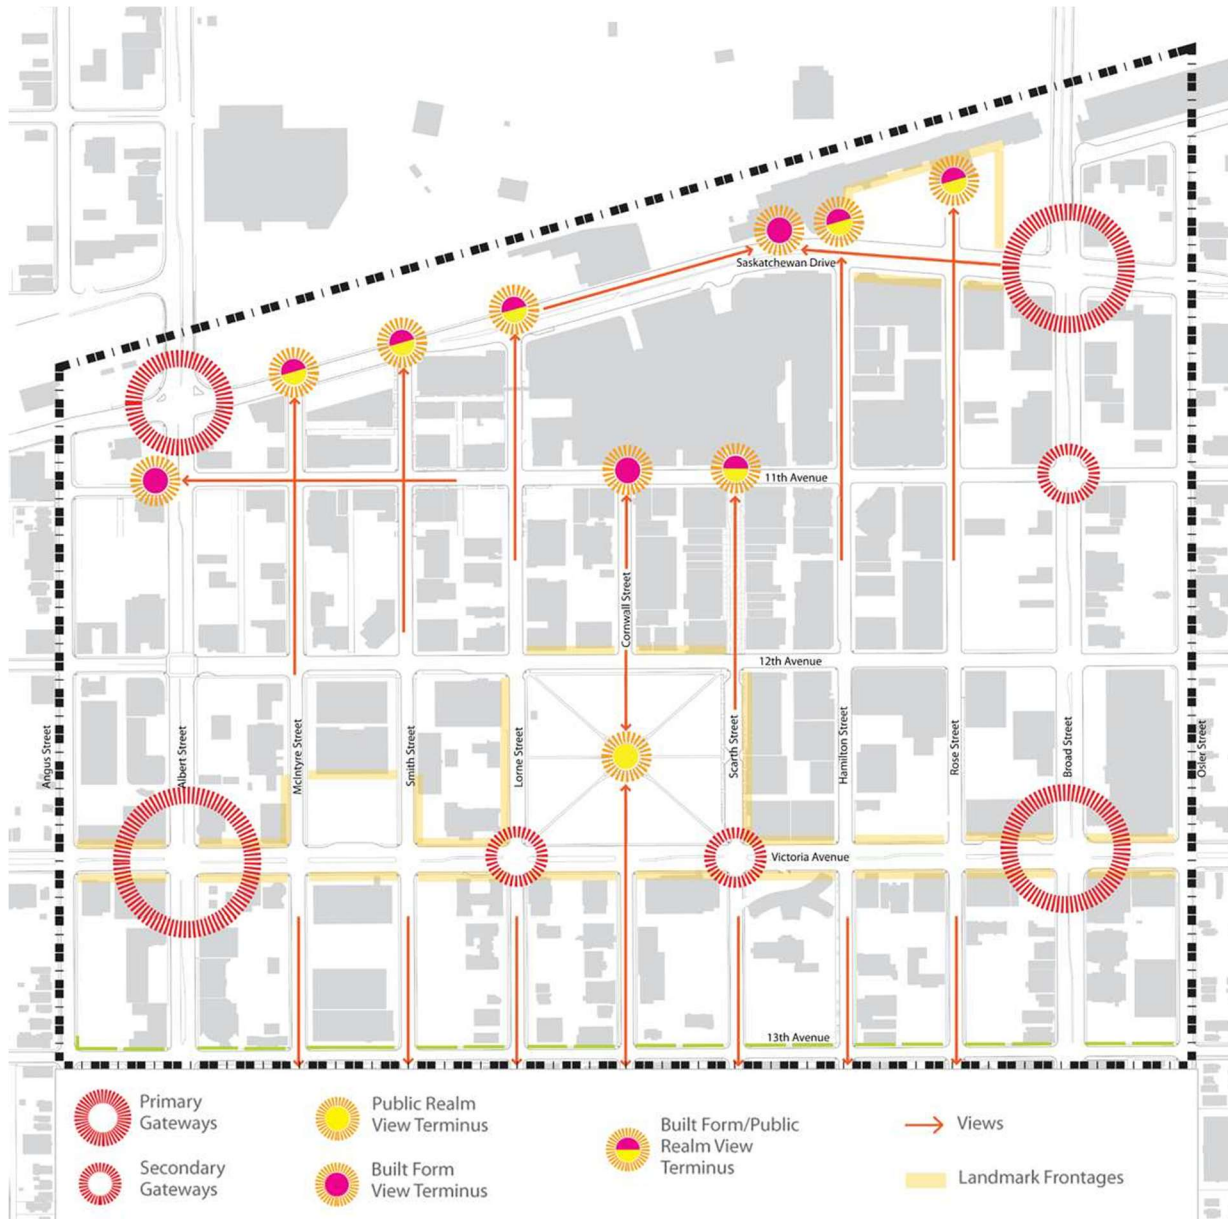 Saskatchewan Drive
11th Avenue
Cornwall Street
12th Avenue
Angus Street
Albert Street
McIntyre Street
Smith Street
Lorne Street
Scarth Street
Hamilton Street
Rose Street
Broad Street
Osler Street
Victoria Avenue
13th Avenue
Primary
Gateways
Secondary
Gateways
Public Realm
View Terminus
Built Form
View Terminus
Built Form/Public
Realm View
Terminus
Views
Landmark Frontages